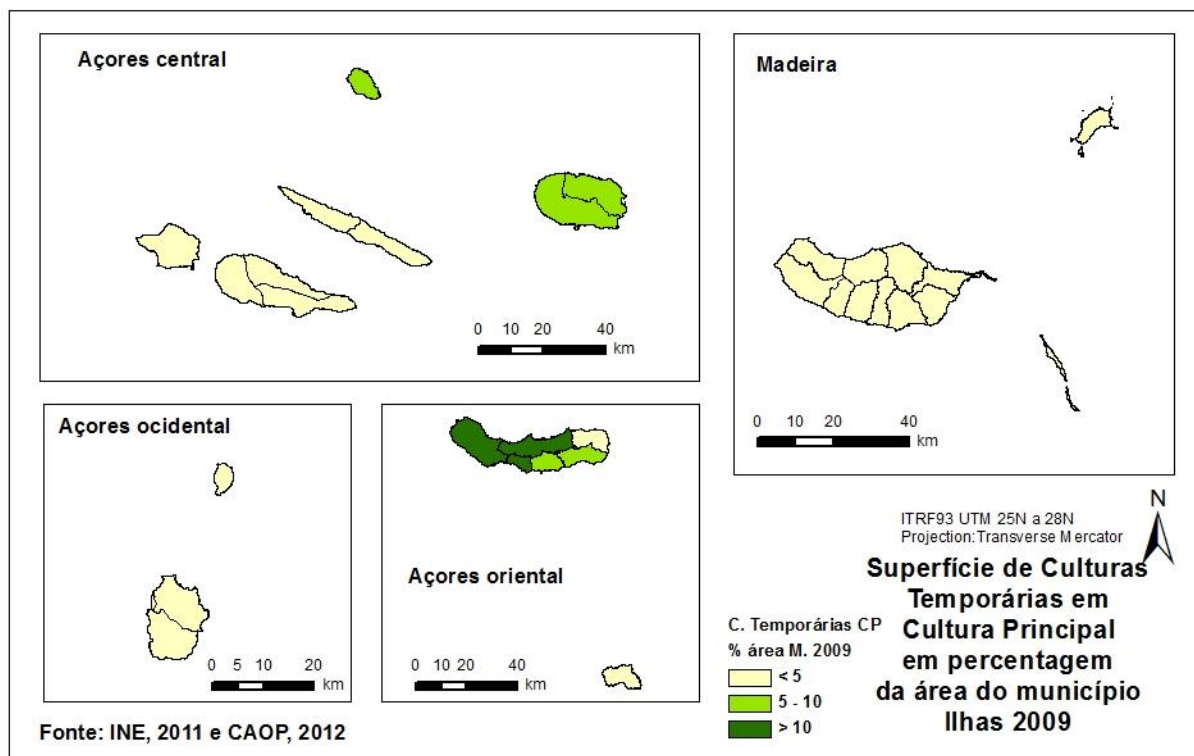 Açores central
0 10 20 40
km
Madeira
0 10 20 40
km
Açores ocidental
0 5 10 20
km
Açores oriental
0 10 20 40
km
N
ITRF93 UTM 25N a 28N
Projection:Transverse Mercator
Superfície de Culturas
Temporárias em
Cultura Principal
em percentagem
da área do município
Ilhas 2009
C. Temporárias CP
% área M. 2009
< 5
5 - 10
> 10
Fonte: INE, 2011 e CAOP, 2012